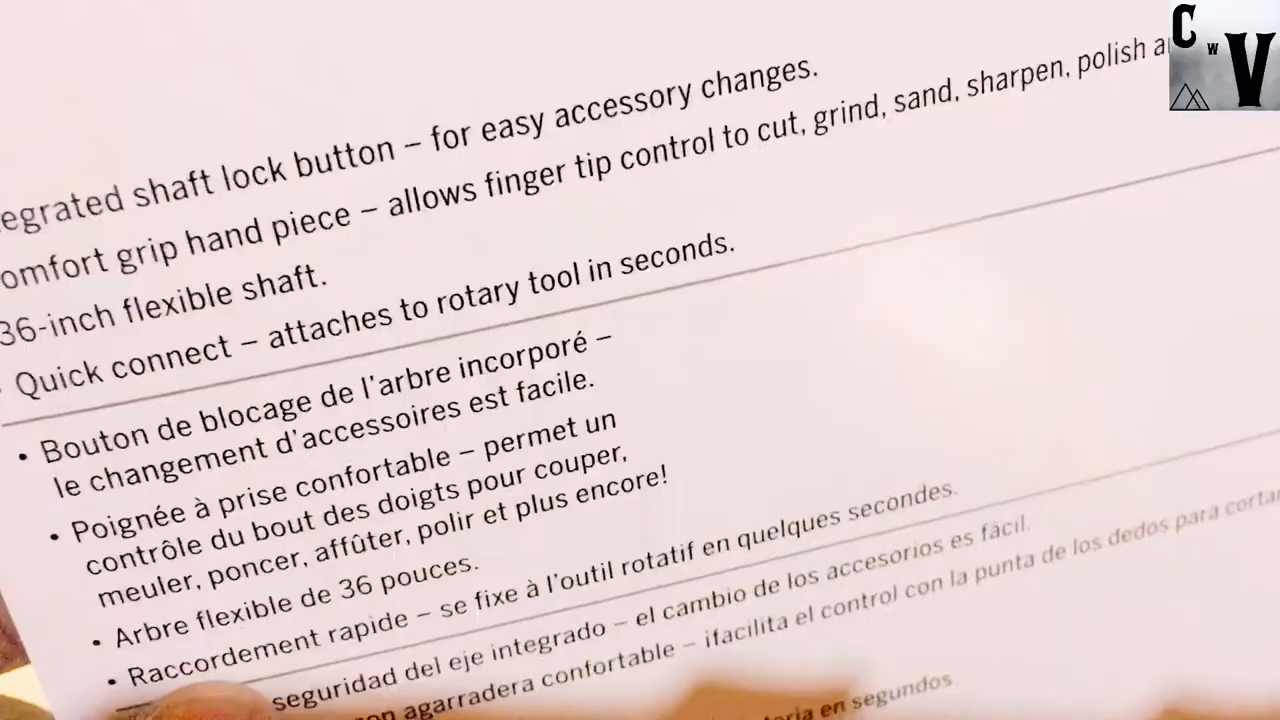 egrated shaft lock button – for easy accessory changes.
omfort grip hand piece – allows finger tip control to cut, grind, sand, sharpen, polish a
36-inch flexible shaft.
Quick connect – attaches to rotary tool in seconds.
• Bouton de blocage de l'arbre incorporé –
le changement d'accessoires est facile.
• Poignée à prise confortable – permet un
contrôle du bout des doigts pour couper,
meuler, poncer, affûter, polir et plus encore!
• Arbre flexible de 36 pouces.
• Raccordement rapide – se fixe à l'outil rotatif en quelques secondes.
seguridad del eje integrado – el cambio de los accesorios es fácil.
on agarradera confortable – ¡facilita el control con la punta de los dedos para cortar
en segundos
C W V